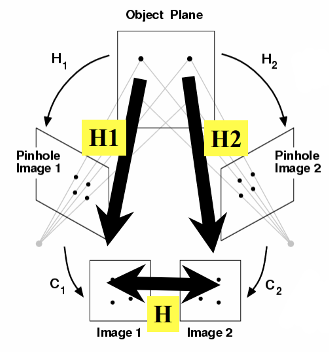 Object Plane
H1
H2
H1
H2
Pinhole
Image 1
Pinhole
Image 2
C1
C2
H
Image 1
Image 2